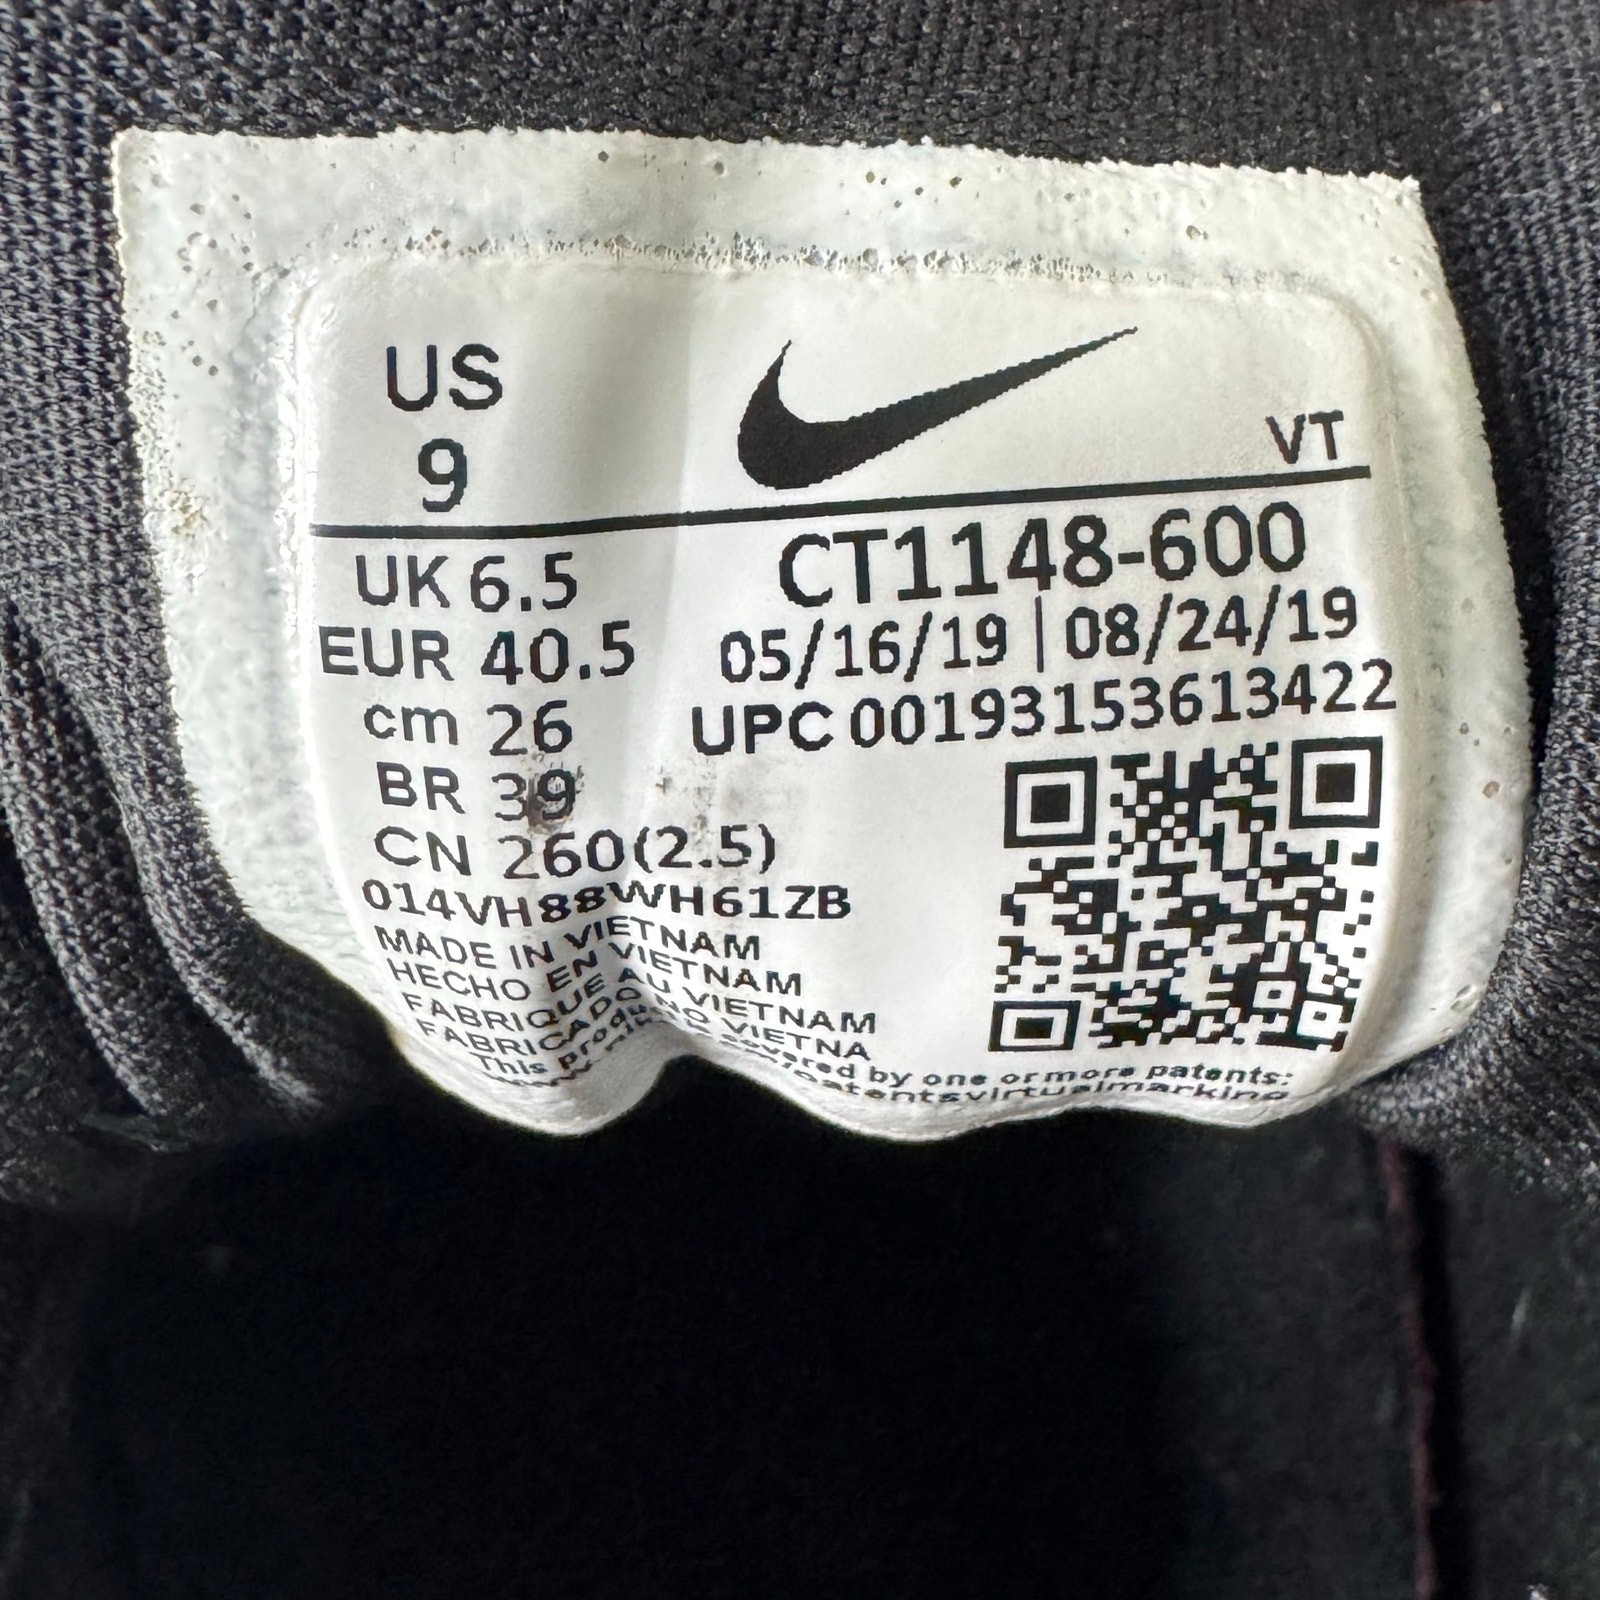 US
9
VT
UK 6.5
EUR 40.5
cm 26
BR 39
CN 260(2.5)
CT1148-600
05/16/19 | 08/24/19
UPC 00193153613422
014VH88WH61ZB
MADE IN VIETNAM
HECHO EN VIETNAM
FABRIQUE AU VIETNAM
FABRICADO NO VIETNA
This covered by one or more patents: